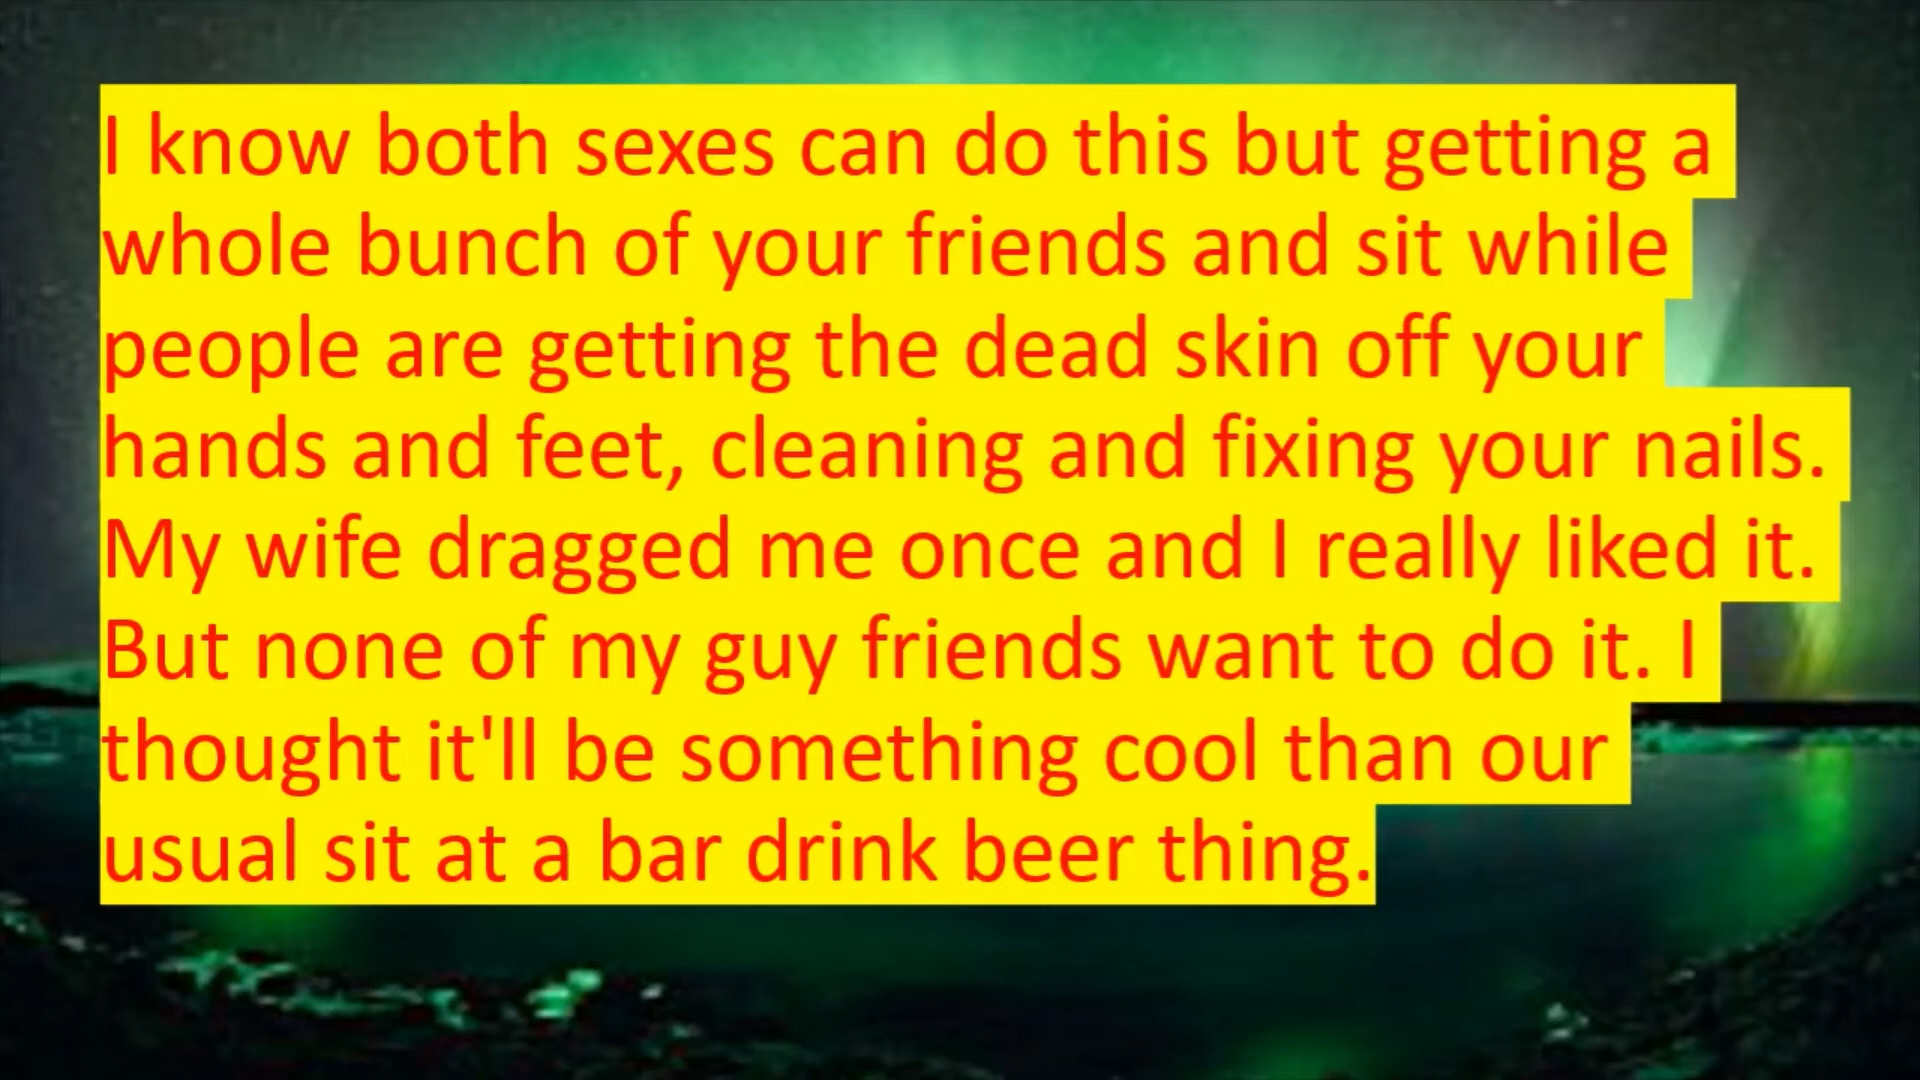 I know both sexes can do this but getting a
whole bunch of your friends and sit while
people are getting the dead skin off your
hands and feet, cleaning and fixing your nails.
My wife dragged me once and I really liked it.
But none of my guy friends want to do it. I
thought it'll be something cool than our
usual sit at a bar drink beer thing.